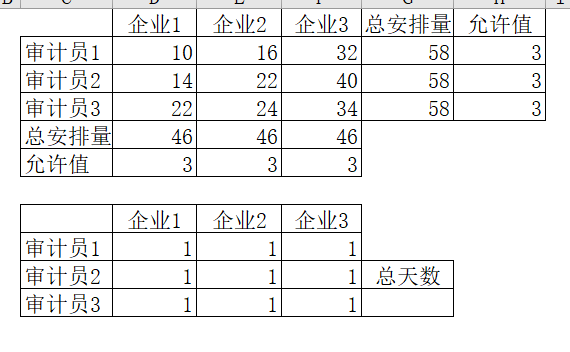 企业1 企业2 企业3 总安排量 允许值
审计员1 10 16 32 58 3
审计员2 14 22 40 58 3
审计员3 22 24 34 58 3
总安排量 46 46 46
允许值 3 3 3
企业1 企业2 企业3
审计员1 1 1 1
审计员2 1 1 1 总天数
审计员3 1 1 1